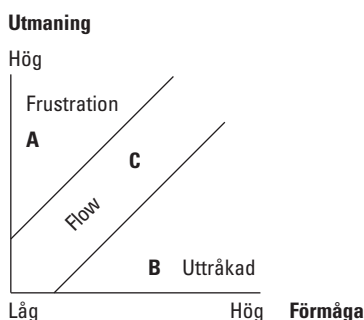 Utmaning
Hög
Frustration
A
C
Flow
B Uttråkad
Låg Hög Förmåga